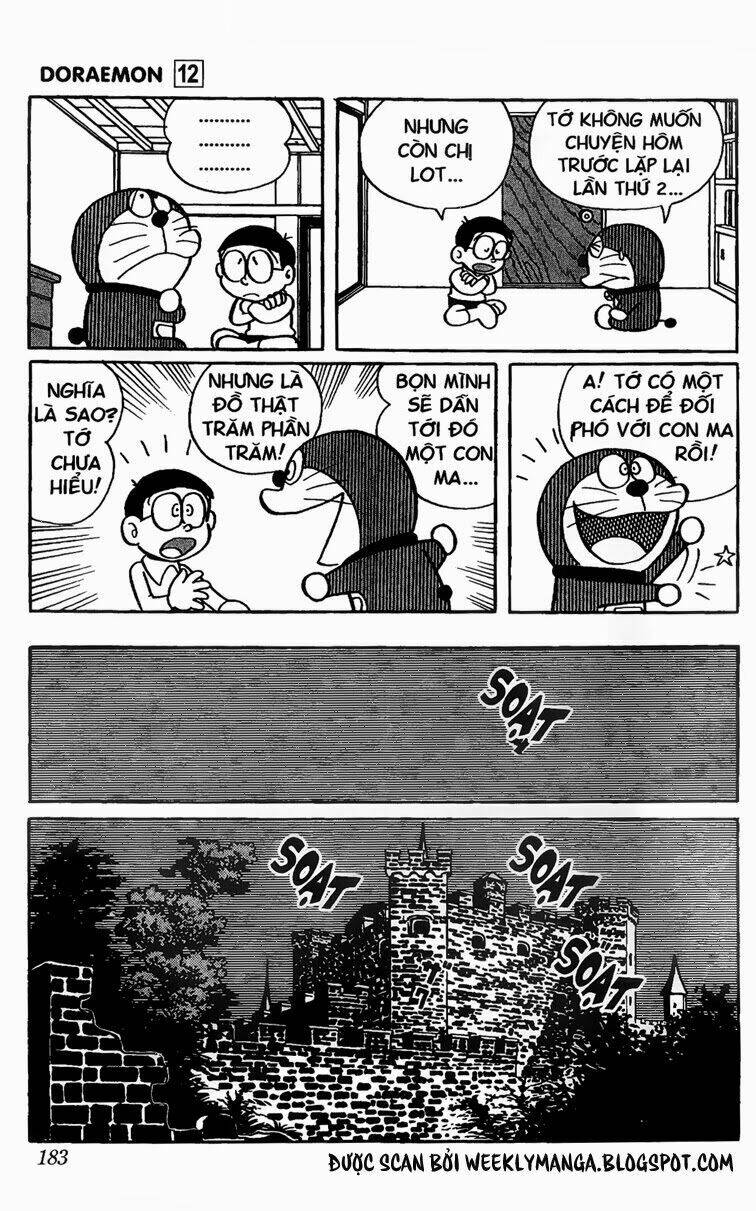 DORAEMON 12
TỚ KHÔNG MUỐN
CHUYỆN HÔM
TRƯỚC LẶP LẠI
LẦN THỨ 2...
NHƯNG
CÒN CHỊ
LOT...
..........
..........
..........
A! TỚ CÓ MỘT
CÁCH ĐỂ ĐỐI
PHÓ VỚI CON MA
RỒI!
BỌN MÌNH
SẼ DẪN
TỚI ĐÓ
MỘT CON
MA...
NHƯNG LÀ
ĐỒ THẬT
TRĂM PHẦN
TRĂM!
NGHĨA
LÀ SAO?
TỚ
CHƯA
HIỂU!
SOẠT
SOẠT
SOẠT
SOẠT
183
ĐƯỢC SCAN BỞI WEEKLYMANGA.BLOGSPOT.COM